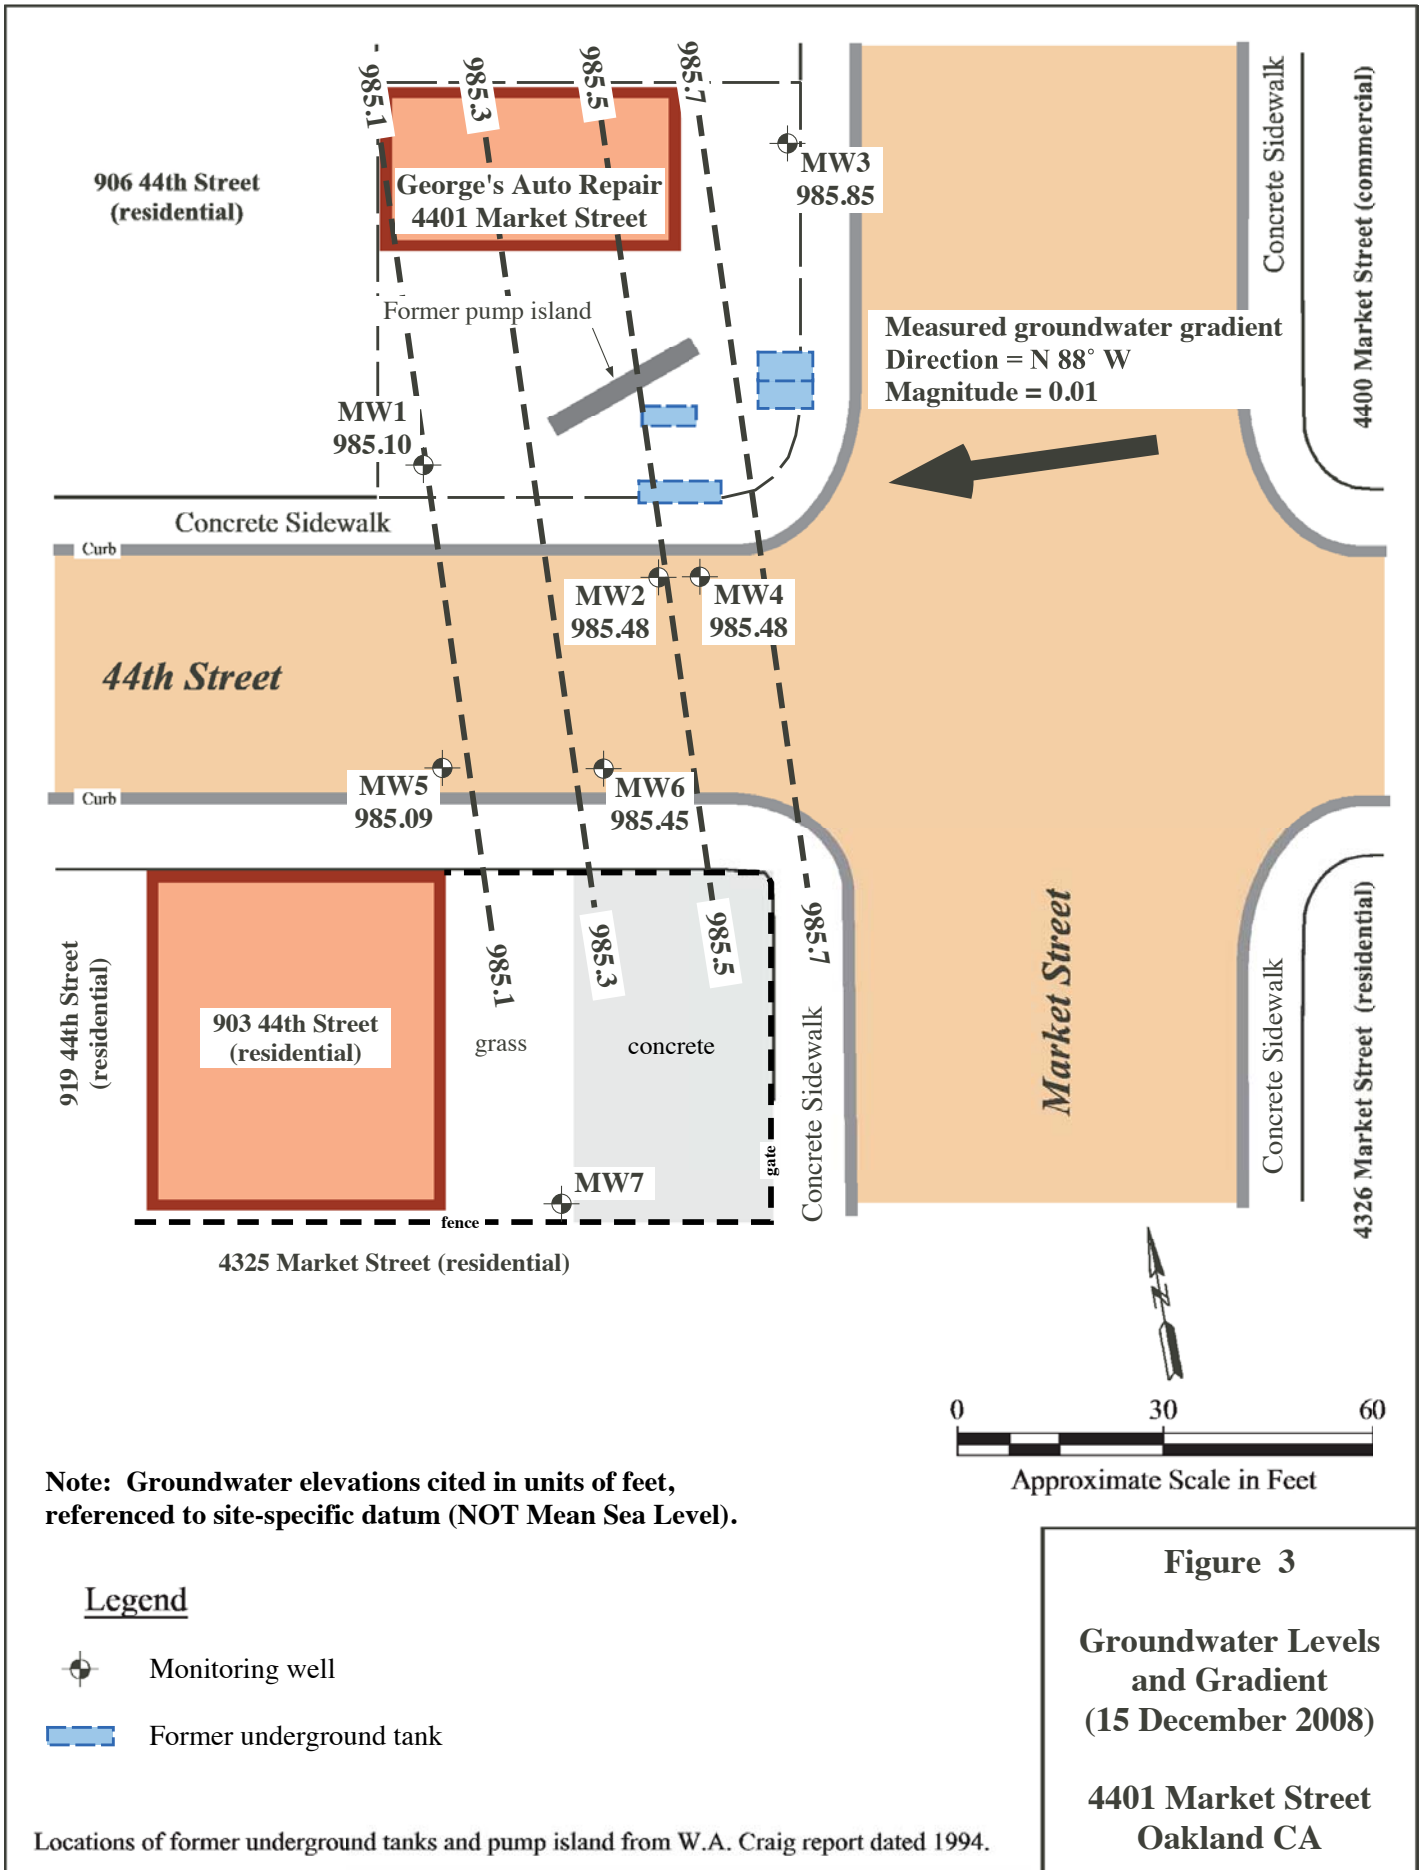 985.1
985.3
985.5
985.7
906 44th Street
(residential)
George's Auto Repair
4401 Market Street
MW3
985.85
Concrete Sidewalk
4400 Market Street (commercial)
Former pump island
Measured groundwater gradient
Direction = N 88° W
Magnitude = 0.01
MW1
985.10
Concrete Sidewalk
Curb
MW2
985.48
MW4
985.48
44th Street
MW5
985.09
MW6
985.45
Curb
985.1
985.3
985.5
985.7
919 44th Street
(residential)
903 44th Street
(residential)
grass
concrete
Concrete Sidewalk
Market Street
Concrete Sidewalk
4326 Market Street (residential)
gate
MW7
fence
4325 Market Street (residential)
N
0
30
60
Approximate Scale in Feet
Note: Groundwater elevations cited in units of feet,
referenced to site-specific datum (NOT Mean Sea Level).
Legend
Monitoring well
Former underground tank
Locations of former underground tanks and pump island from W.A. Craig report dated 1994.
Figure 3
Groundwater Levels
and Gradient
(15 December 2008)
4401 Market Street
Oakland CA